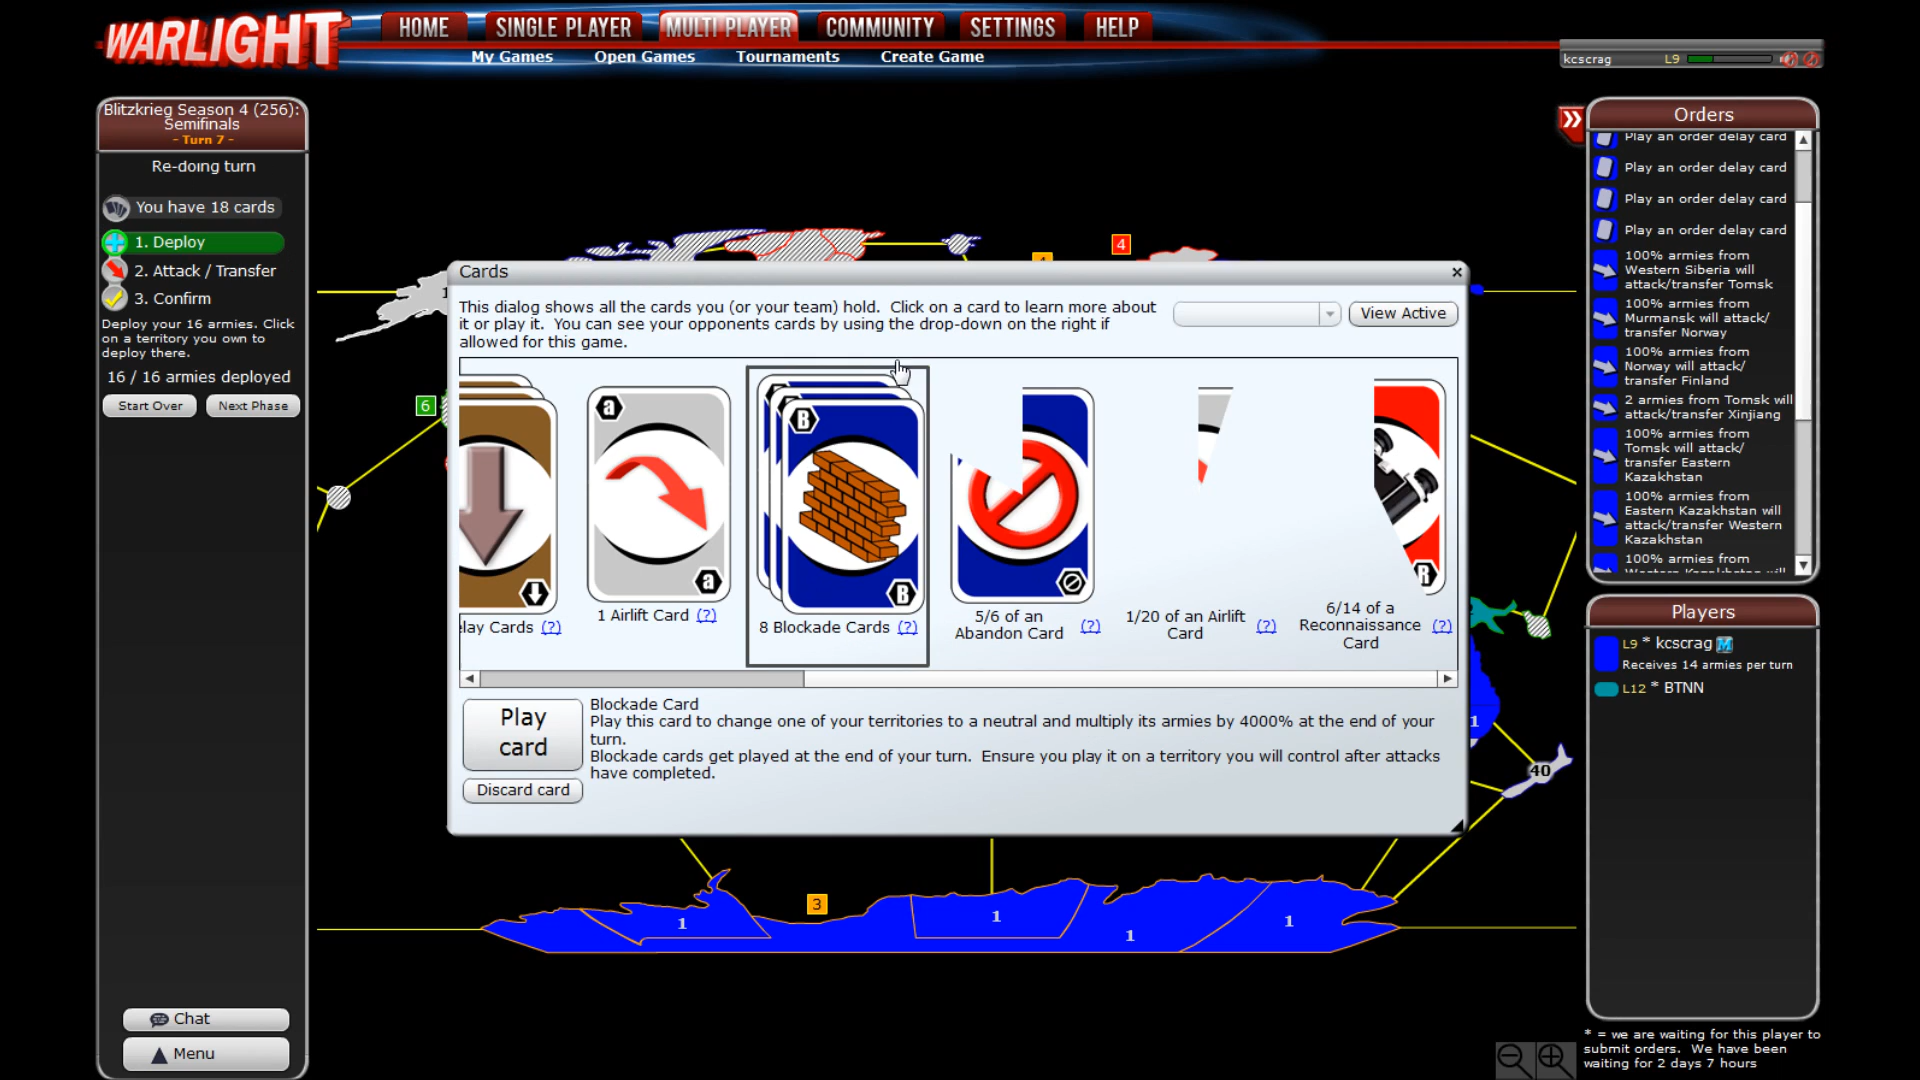 WARLIGHT
HOME
SINGLE PLAYER
MULTI PLAYER
COMMUNITY
SETTINGS
HELP
My Games
Open Games
Tournaments
Create Game
kcscrag L9
Blitzkrieg Season 4 (256):
Semifinals
- Turn 7 -
Re-doing turn
You have 18 cards
1. Deploy
2. Attack / Transfer
3. Confirm
Deploy your 16 armies. Click
on a territory you own to
deploy there.
16 / 16 armies deployed
Start Over
Next Phase
Chat
Menu
4
6
Cards
This dialog shows all the cards you (or your team) hold. Click on a card to learn more about
it or play it. You can see your opponents cards by using the drop-down on the right if
allowed for this game.
View Active
a
a
B
B
R
elay Cards (?)
1 Airlift Card (?)
8 Blockade Cards (?)
5/6 of an
Abandon Card (?)
1/20 of an Airlift
Card (?)
6/14 of a
Reconnaissance
Card (?)
Play
card
Discard card
Blockade Card
Play this card to change one of your territories to a neutral and multiply its armies by 4000% at the end of your
turn.
Blockade cards get played at the end of your turn. Ensure you play it on a territory you will control after attacks
have completed.
1
40
3
1
1
1
1
Orders
Play an order delay card
Play an order delay card
Play an order delay card
Play an order delay card
100% armies from
Western Siberia will
attack/transfer Tomsk
100% armies from
Murmansk will attack/
transfer Norway
100% armies from
Norway will attack/
transfer Finland
2 armies from Tomsk will
attack/transfer Xinjiang
100% armies from
Tomsk will attack/
transfer Eastern
Kazakhstan
100% armies from
Eastern Kazakhstan will
attack/transfer Western
Kazakhstan
100% armies from
Western Kazakhstan will
Players
L9 * kcscrag M
Receives 14 armies per turn
L12 * BTNN
* = we are waiting for this player to
submit orders. We have been
waiting for 2 days 7 hours